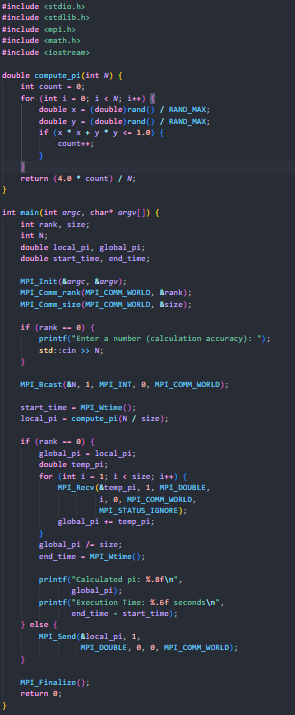 #include <stdio.h>
#include <stdlib.h>
#include <mpi.h>
#include <math.h>
#include <iostream>

double compute_pi(int N) {
    int count = 0;
    for (int i = 0; i < N; i++) {
        double x = (double)rand() / RAND_MAX;
        double y = (double)rand() / RAND_MAX;
        if (x * x + y * y <= 1.0) {
            count++;
        }
    }
    return (4.0 * count) / N;
}

int main(int argc, char* argv[]) {
    int rank, size;
    int N;
    double local_pi, global_pi;
    double start_time, end_time;

    MPI_Init(&argc, &argv);
    MPI_Comm_rank(MPI_COMM_WORLD, &rank);
    MPI_Comm_size(MPI_COMM_WORLD, &size);

    if (rank == 0) {
        printf("Enter a number (calculation accuracy): ");
        std::cin >> N;
    }

    MPI_Bcast(&N, 1, MPI_INT, 0, MPI_COMM_WORLD);

    start_time = MPI_Wtime();
    local_pi = compute_pi(N / size);

    if (rank == 0) {
        global_pi = local_pi;
        double temp_pi;
        for (int i = 1; i < size; i++) {
            MPI_Recv(&temp_pi, 1, MPI_DOUBLE,
                     i, 0, MPI_COMM_WORLD,
                     MPI_STATUS_IGNORE);
            global_pi += temp_pi;
        }
        global_pi /= size;
        end_time = MPI_Wtime();

        printf("Calculated pi: %.8f\n",
               global_pi);
        printf("Execution Time: %.6f seconds\n",
               end_time - start_time);
    } else {
        MPI_Send(&local_pi, 1,
                 MPI_DOUBLE, 0, 0, MPI_COMM_WORLD);
    }

    MPI_Finalize();
    return 0;
}